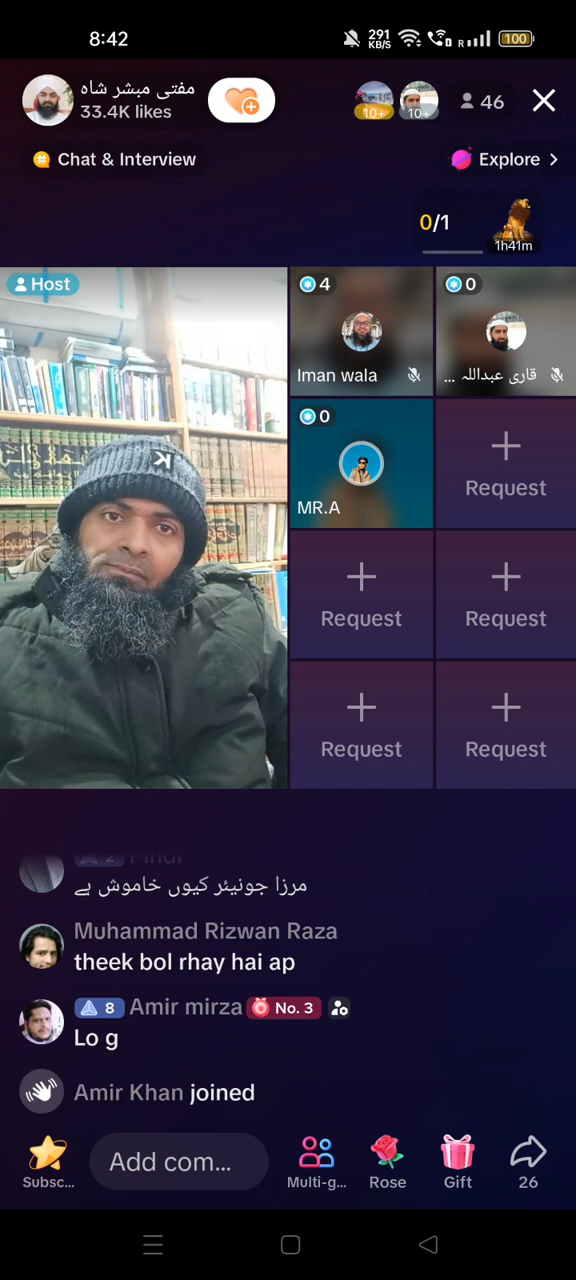 8:42
291
KB/S
R
100
مفتی مبشر شاہ
33.4K likes
10+
10+
46
Chat & Interview
Explore
0/1
1h41m
Host
4
0
Iman wala
قاری عبداللہ ...
0
MR.A
Request
Request
Request
Request
Request
K
2 Pindi
مرزا جونیئر کیوں خاموش ہے
Muhammad Rizwan Raza
theek bol rhay hai ap
8 Amir mirza No. 3
Lo g
Amir Khan joined
Subsc...
Add com...
Multi-g...
Rose
Gift
26